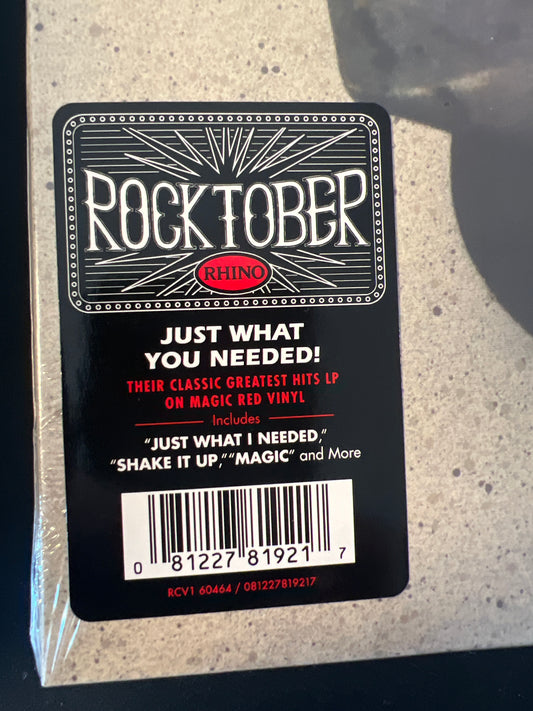 ROCKTOBER
RHINO
JUST WHAT
YOU NEEDED!
THEIR CLASSIC GREATEST HITS LP
ON MAGIC RED VINYL
Includes
“JUST WHAT I NEEDED,”
“SHAKE IT UP,” “MAGIC” and More
0 81227 81921 7
RCV1 60464 / 081227819217